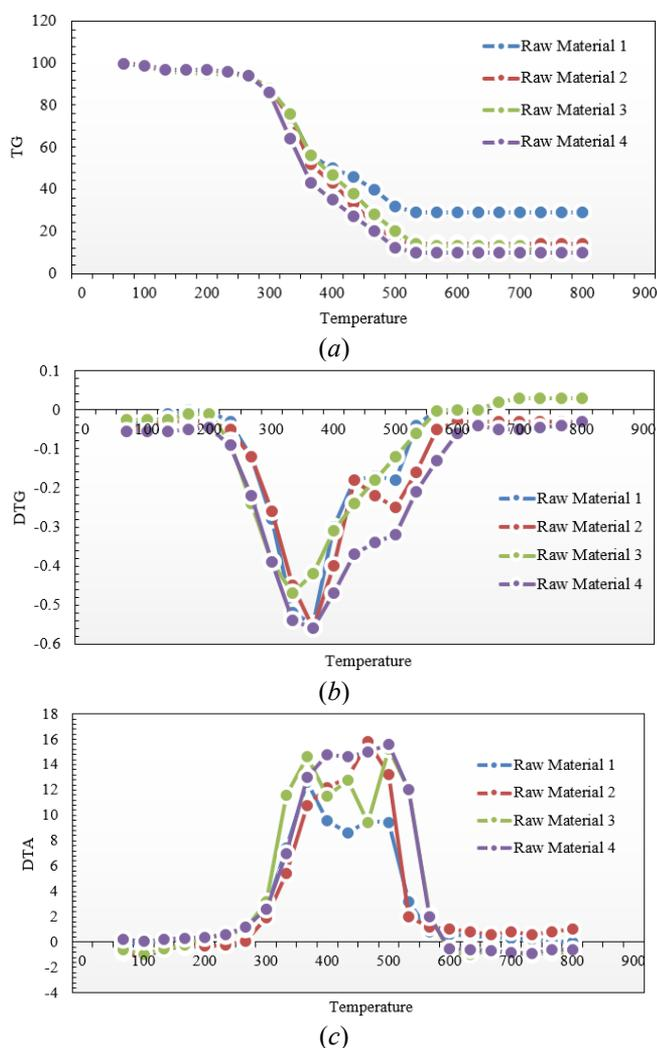 120
Raw Material 1
100
Raw Material 2
80
Raw Material 3
TG
60
Raw Material 4
40
20
0
0 100 200 300 400 500 600 700 800 900
Temperature
(a)
0.1
0
0 100 200 300 400 500 600 700 800 900
-0.1
-0.2
Raw Material 1
DTG
-0.3
Raw Material 2
Raw Material 3
-0.4
Raw Material 4
-0.5
-0.6
Temperature
(b)
18
16
14
Raw Material 1
12
Raw Material 2
10
Raw Material 3
8
Raw Material 4
DTA
6
4
2
0
0 100 200 300 400 500 600 700 800 900
-2
-4
Temperature
(c)